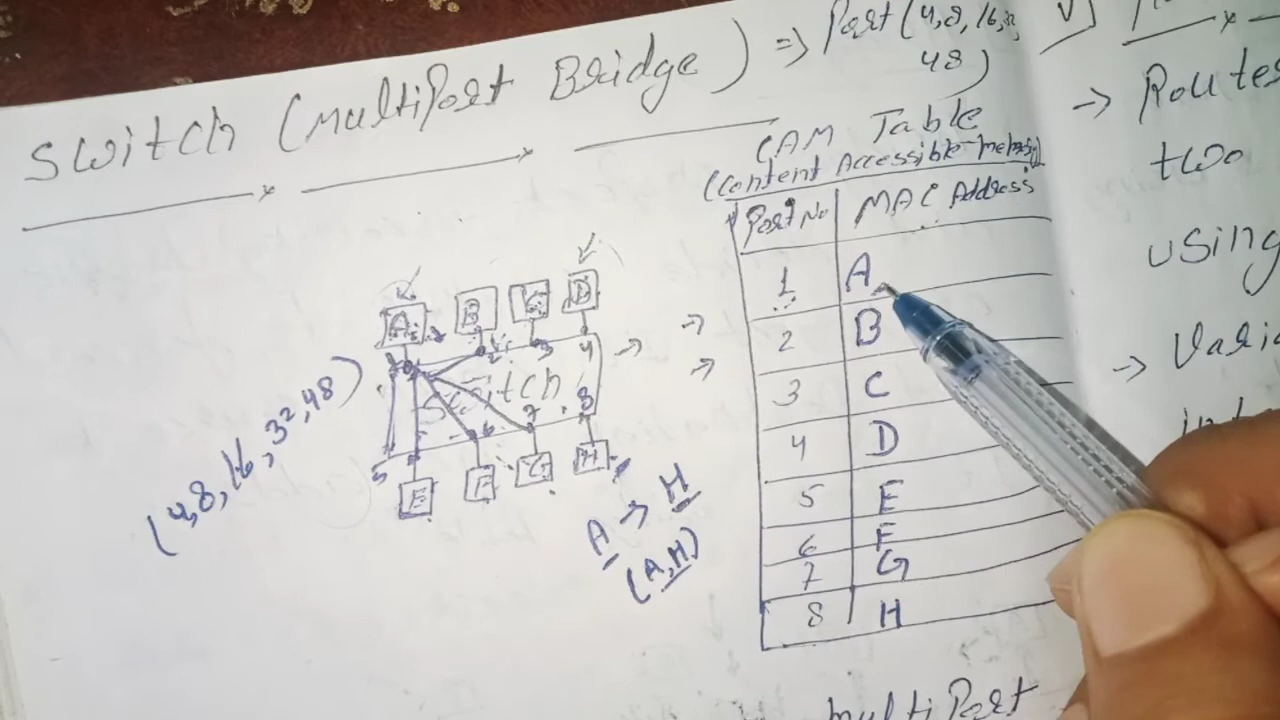 Switch (MultiPort Bridge) => Port (4,8,16,32,
48)
CAM Table
(Content Accessible Memory)
Port No MAC Address
1 A
2 B
3 C
4 D
5 E
6 F
7 G
8 H
A B C D
1 2 3 4
Switch
5 6 7 8
E F G H
(4,8,16,32,48)
A → H
(A,H)
multiPort
→ Routes
two
using
→